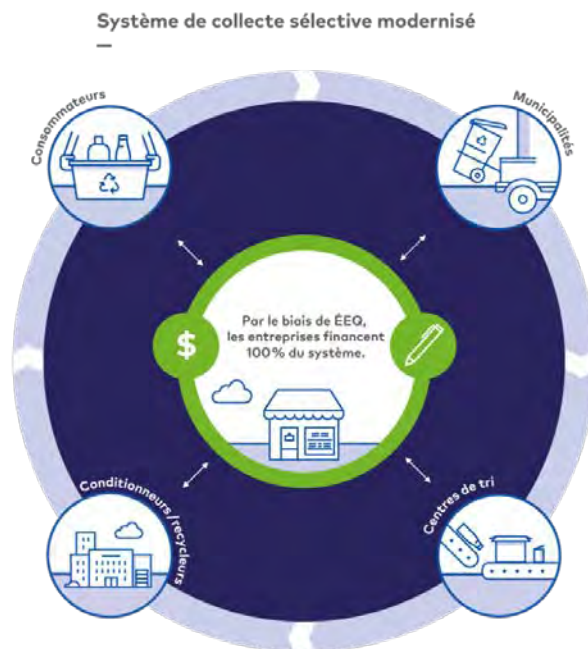 Système de collecte sélective modernisé
Consommateurs
Municipalités
$
Par le biais de ÉEQ,
les entreprises financent
100% du système.
Conditionneurs/recycleurs
Centres de tri